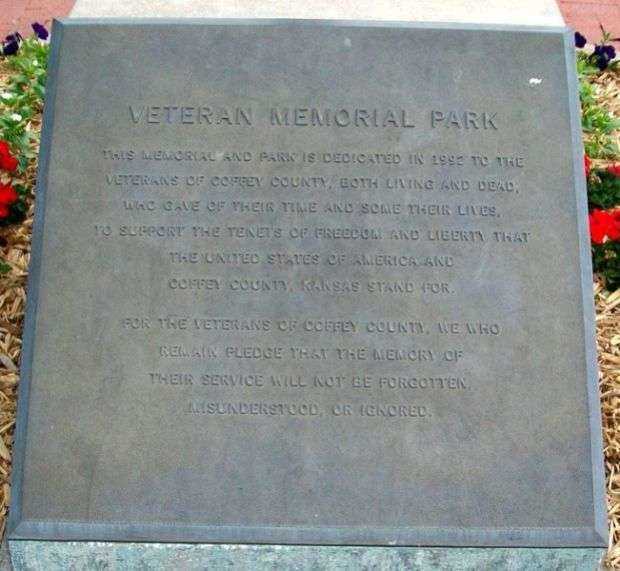 VETERAN MEMORIAL PARK
THIS MEMORIAL AND PARK IS DEDICATED IN 1992 TO THE
VETERANS OF COFFEY COUNTY, BOTH LIVING AND DEAD,
WHO GAVE OF THEIR TIME AND SOME THEIR LIVES,
TO SUPPORT THE TENETS OF FREEDOM AND LIBERTY THAT
THE UNITED STATES OF AMERICA AND
COFFEY COUNTY, KANSAS STAND FOR.
FOR THE VETERANS OF COFFEY COUNTY, WE WHO
REMAIN PLEDGE THAT THE MEMORY OF
THEIR SERVICE WILL NOT BE FORGOTTEN,
MISUNDERSTOOD, OR IGNORED.